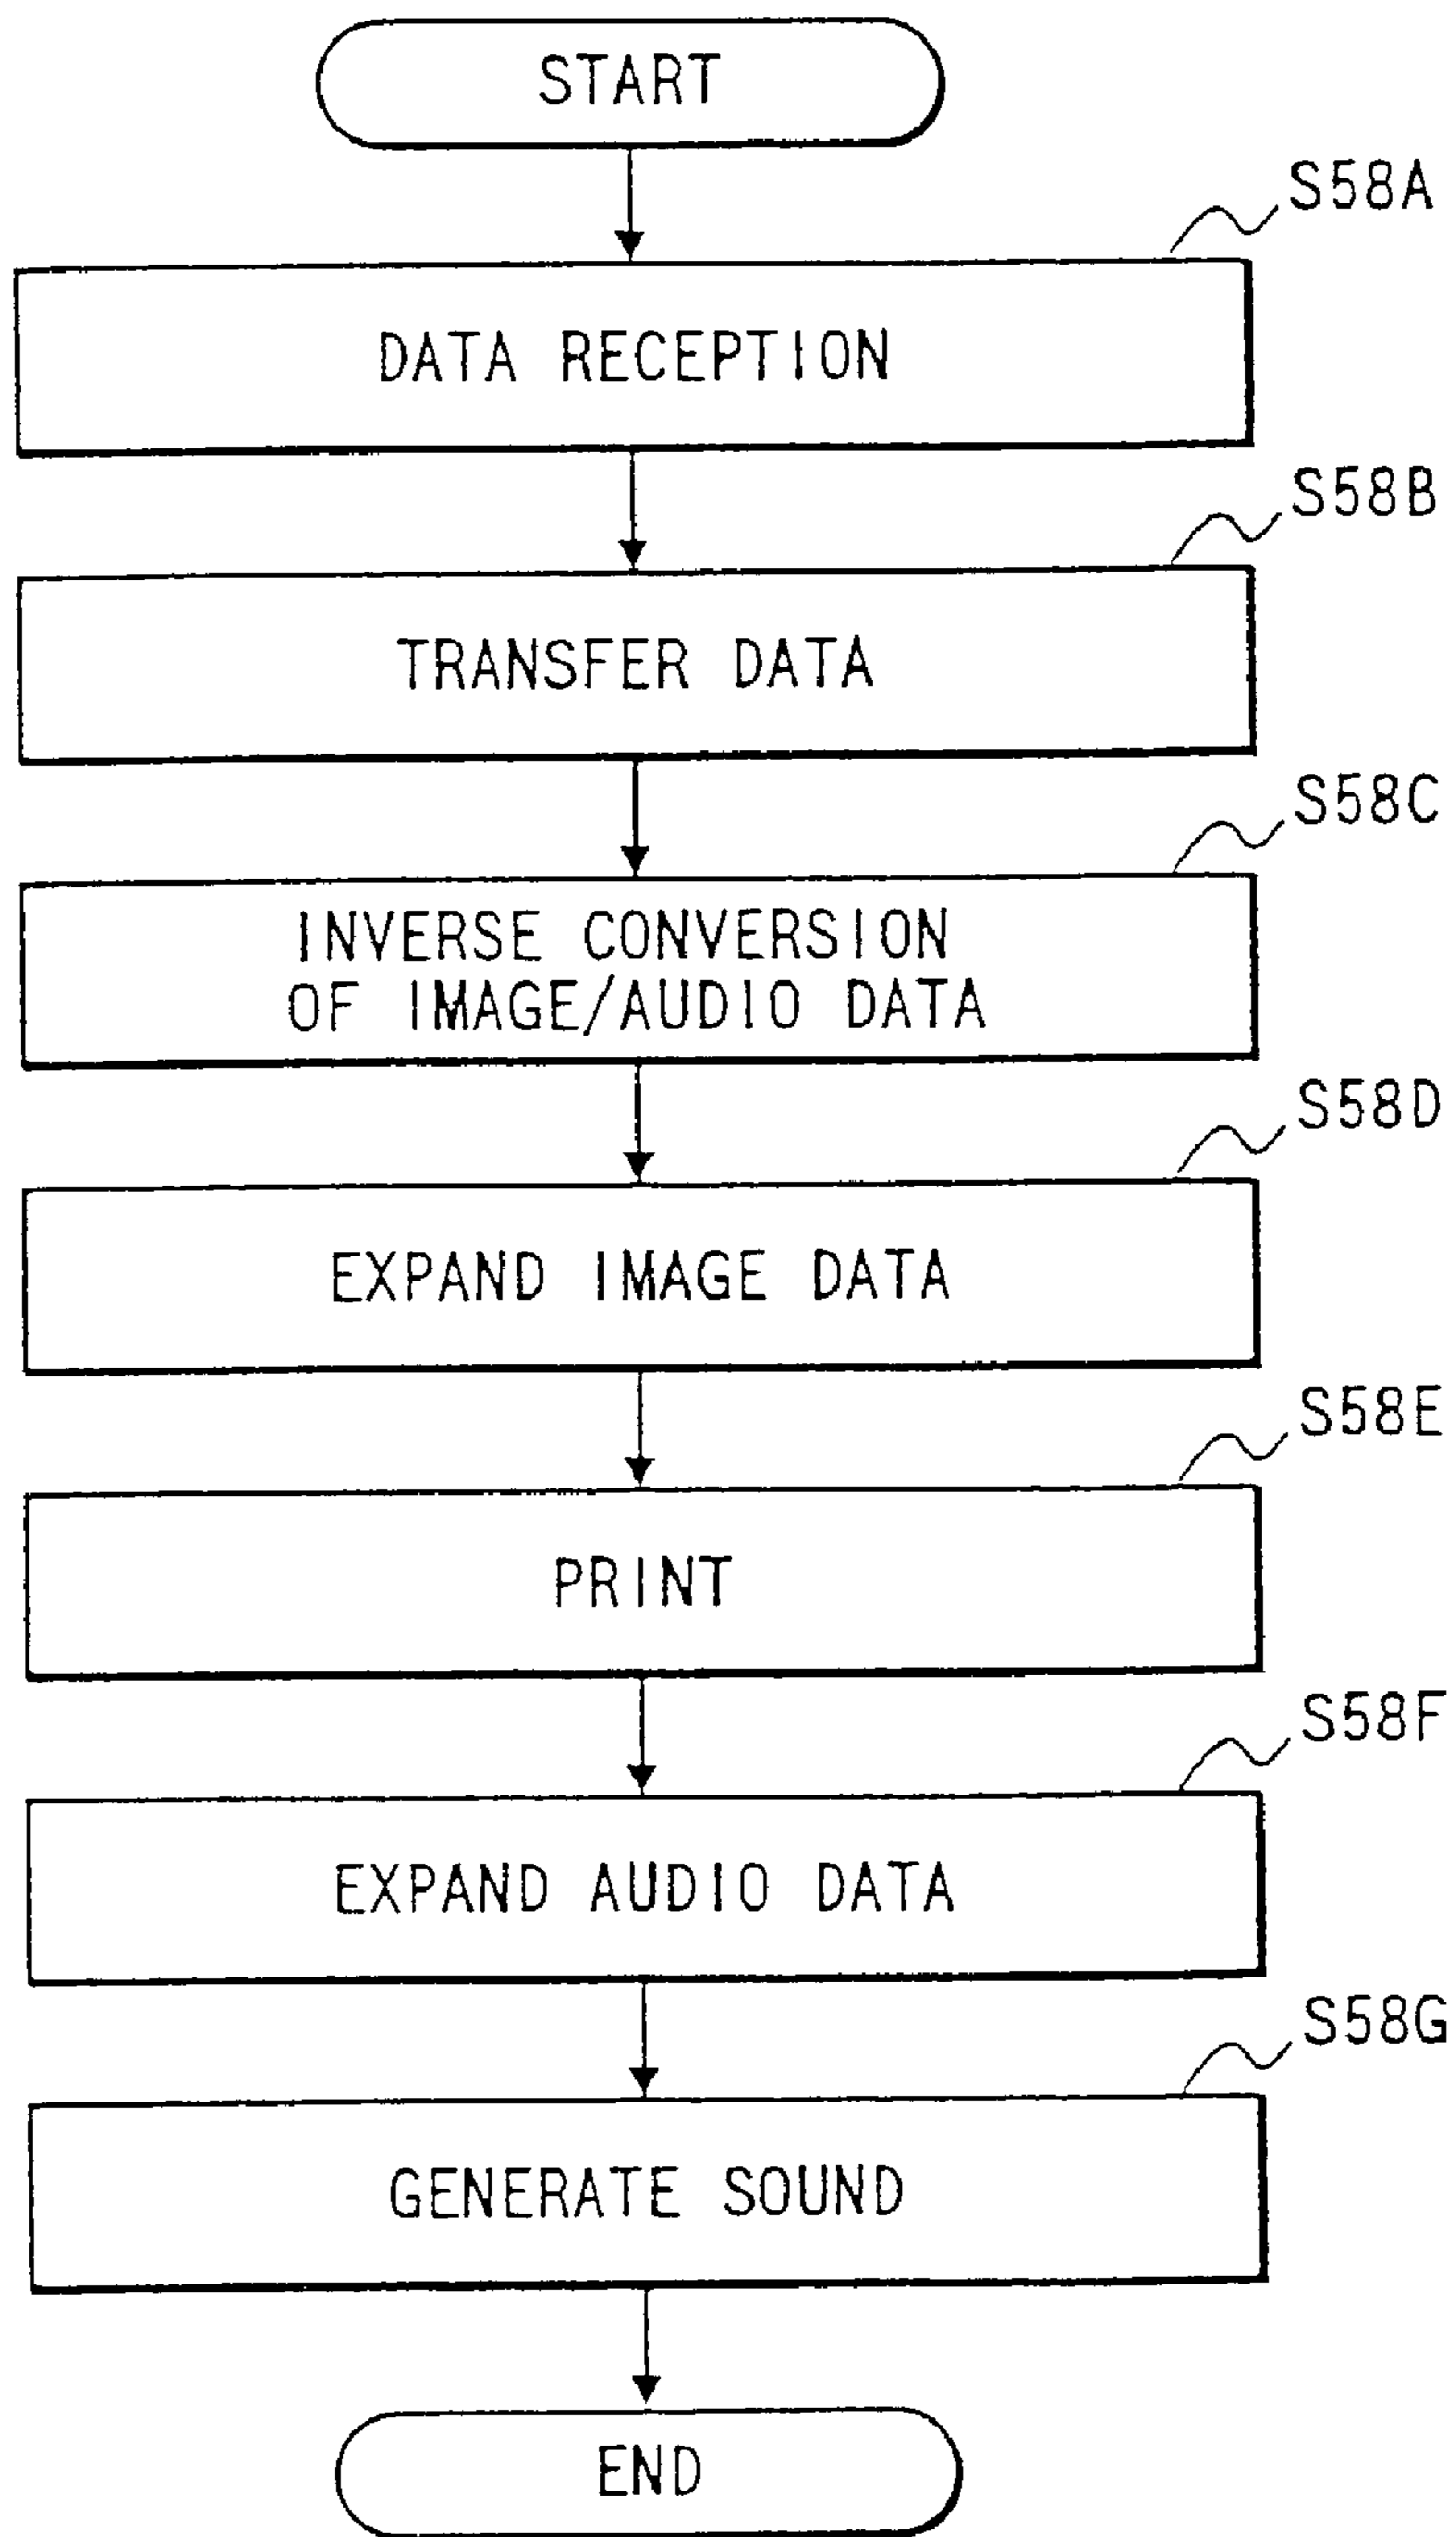 START
S58A
DATA RECEPTION
S58B
TRANSFER DATA
S58C
INVERSE CONVERSION
OF IMAGE/AUDIO DATA
S58D
EXPAND IMAGE DATA
S58E
PRINT
S58F
EXPAND AUDIO DATA
S58G
GENERATE SOUND
END